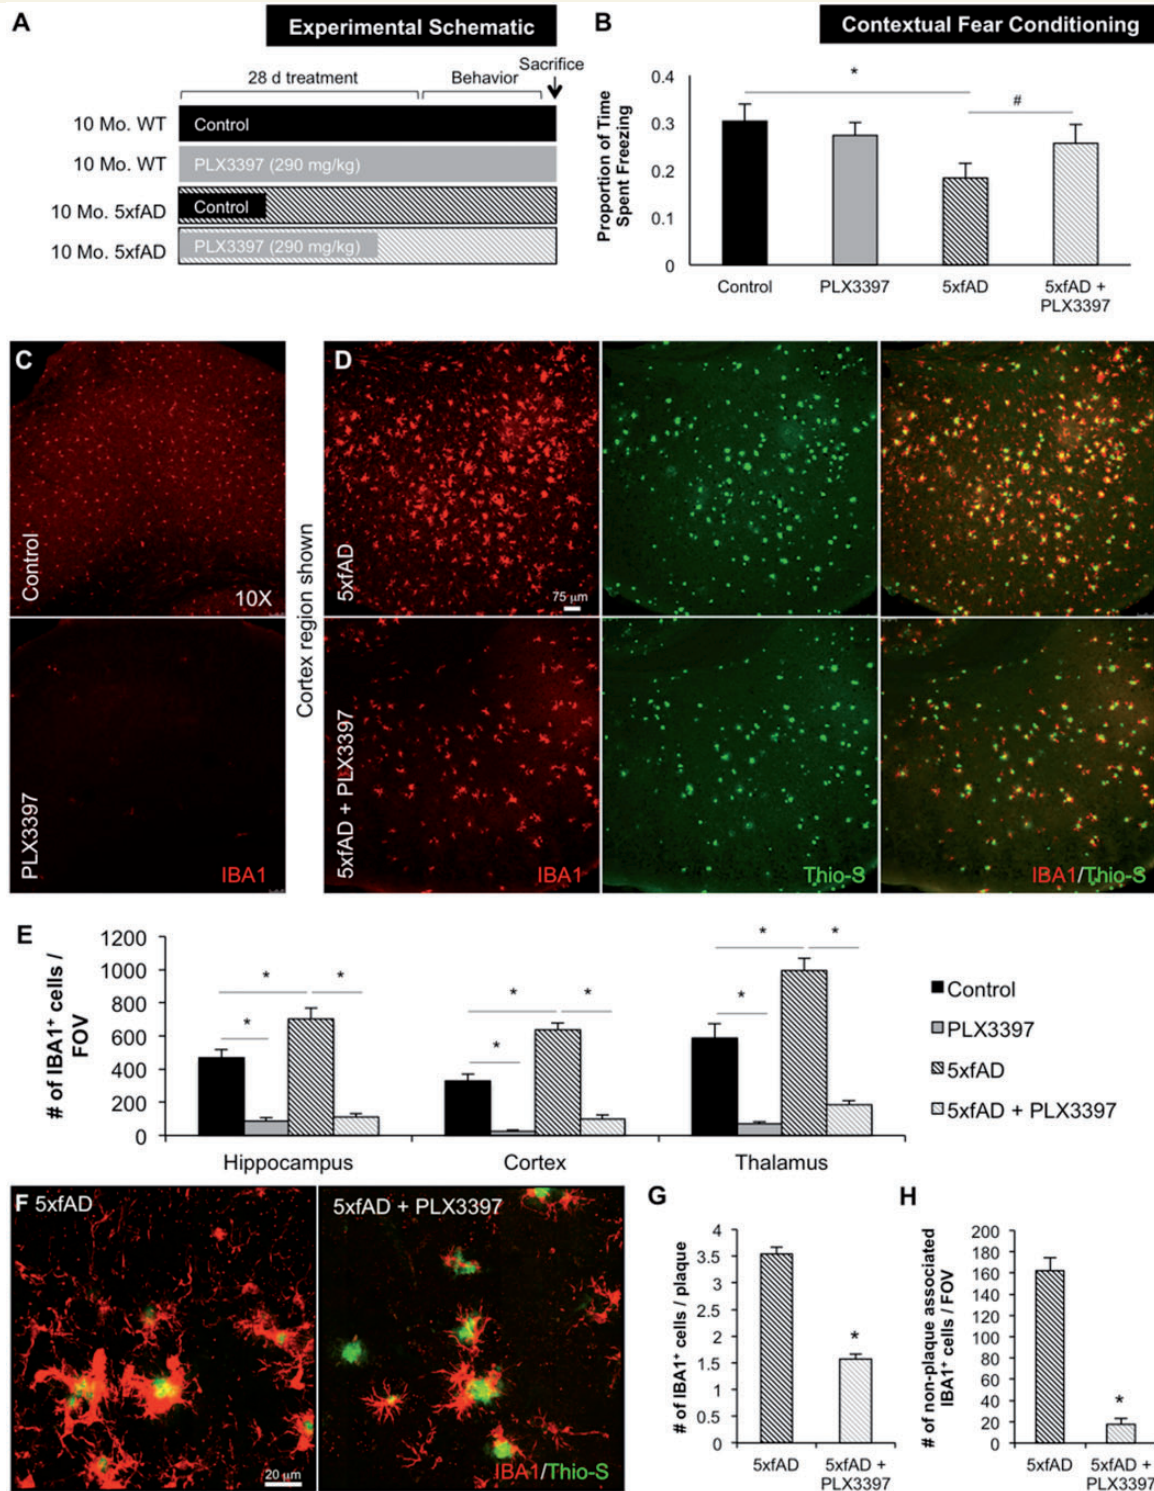 A
Experimental Schematic
28 d treatment
Behavior
Sacrifice
10 Mo. WT
Control
10 Mo. WT
PLX3397 (290 mg/kg)
10 Mo. 5xfAD
Control
10 Mo. 5xfAD
PLX3397 (290 mg/kg)
B
Contextual Fear Conditioning
Proportion of Time
Spent Freezing
0.4
0.3
0.2
0.1
0
*
#
Control
PLX3397
5xfAD
5xfAD +
PLX3397
C
Control
10X
PLX3397
IBA1
Cortex region shown
D
5xfAD
75 µm
5xfAD + PLX3397
IBA1
Thio-S
IBA1/Thio-S
E
# of IBA1+ cells /
FOV
1200
1000
800
600
400
200
0
*
*
*
*
*
*
*
*
*
Hippocampus
Cortex
Thalamus
Control
PLX3397
5xfAD
5xfAD + PLX3397
F 5xfAD
20 µm
5xfAD + PLX3397
IBA1/Thio-S
G
# of IBA1+ cells / plaque
4
3.5
3
2.5
2
1.5
1
0.5
0
*
5xfAD
5xfAD +
PLX3397
H
# of non-plaque associated
IBA1+ cells / FOV
200
180
160
140
120
100
80
60
40
20
0
*
5xfAD
5xfAD +
PLX3397